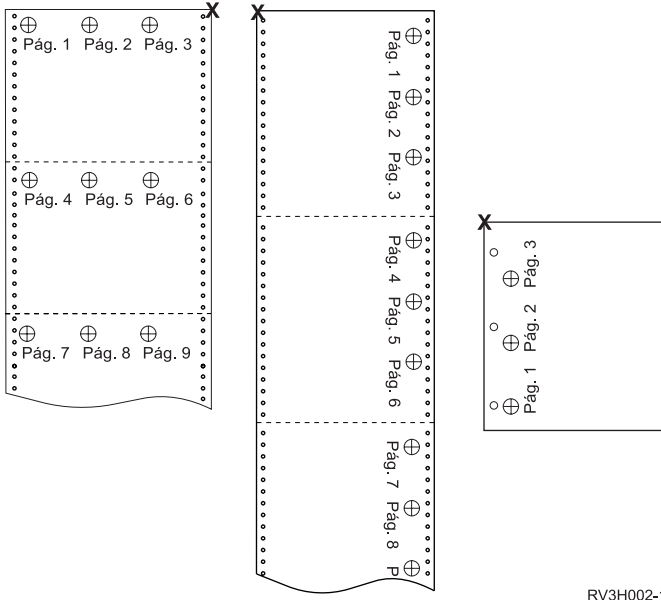 X
Pág. 1 Pág. 2 Pág. 3
Pág. 4 Pág. 5 Pág. 6
Pág. 7 Pág. 8 Pág. 9
X
Pág. 1
Pág. 2
Pág. 3
Pág. 4
Pág. 5
Pág. 6
Pág. 7
Pág. 8
P
X
Pág. 3
Pág. 2
Pág. 1
RV3H002-1